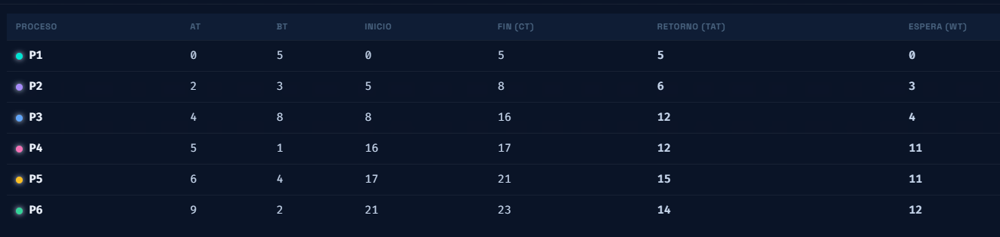 PROCESO AT BT INICIO FIN (CT) RETORNO (TAT) ESPERA (WT)
P1 0 5 0 5 5 0
P2 2 3 5 8 6 3
P3 4 8 8 16 12 4
P4 5 1 16 17 12 11
P5 6 4 17 21 15 11
P6 9 2 21 23 14 12